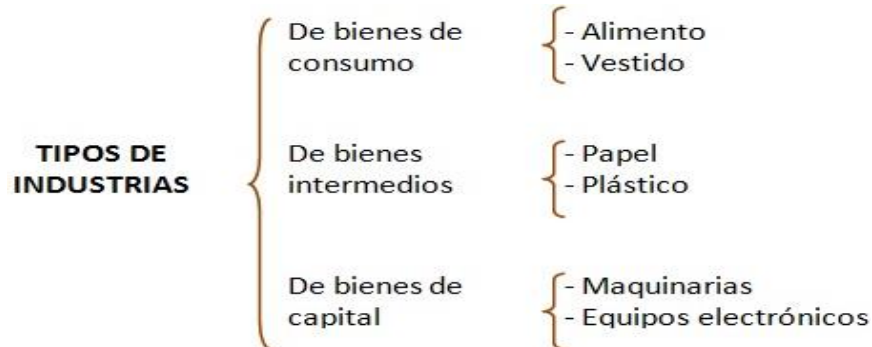 TIPOS DE
INDUSTRIAS
De bienes de
consumo
- Alimento
- Vestido
De bienes
intermedios
- Papel
- Plástico
De bienes de
capital
- Maquinarias
- Equipos electrónicos